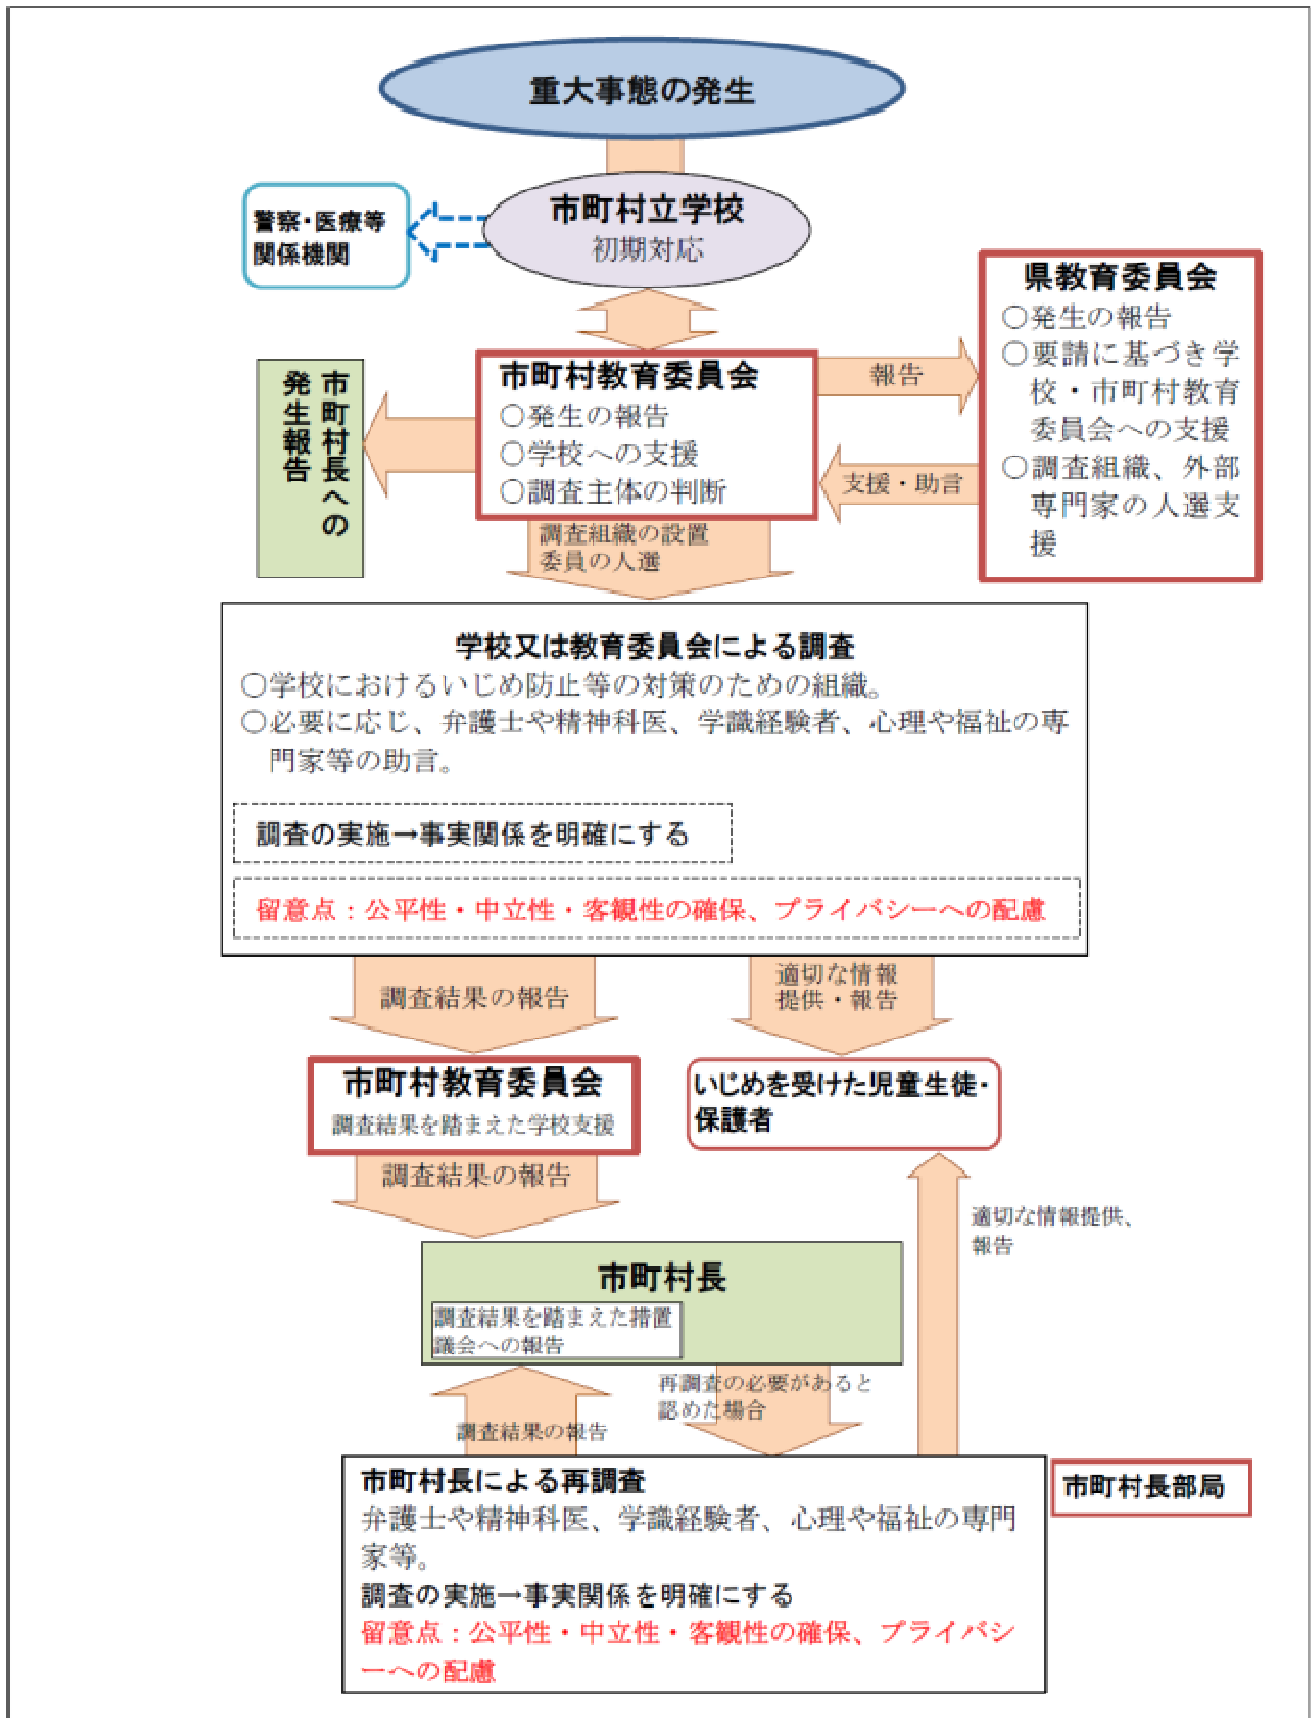 重大事態の発生
市町村立学校
初期対応
警察・医療等
関係機関
県教育委員会
○発生の報告
○要請に基づき学
校・市町村教育
委員会への支援
○調査組織、外部
専門家の人選支
援
市町村教育委員会
○発生の報告
○学校への支援
○調査主体の判断
報告
支援・助言
市町村長への
発生報告
調査組織の設置
委員の人選
学校又は教育委員会による調査
○学校におけるいじめ防止等の対策のための組織。
○必要に応じ、弁護士や精神科医、学識経験者、心理や福祉の専
門家等の助言。
調査の実施→事実関係を明確にする
留意点：公平性・中立性・客観性の確保、プライバシーへの配慮
調査結果の報告
適切な情報
提供・報告
市町村教育委員会
調査結果を踏まえた学校支援
いじめを受けた児童生徒・
保護者
調査結果の報告
適切な情報提供、
報告
市町村長
調査結果を踏まえた措置
議会への報告
再調査の必要があると
認めた場合
調査結果の報告
市町村長による再調査
弁護士や精神科医、学識経験者、心理や福祉の専門
家等。
調査の実施→事実関係を明確にする
留意点：公平性・中立性・客観性の確保、プライバシ
ーへの配慮
市町村長部局